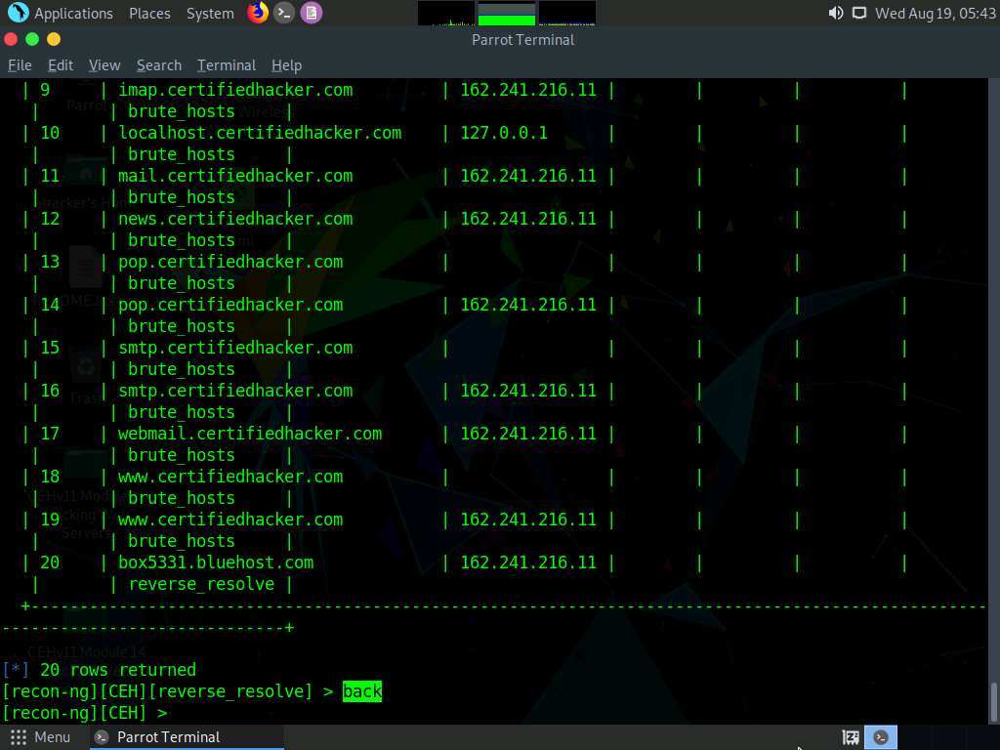 Applications Places System Wed Aug 19, 05:43
Parrot Terminal
File Edit View Search Terminal Help
| 9 | imap.certifiedhacker.com | 162.241.216.11 | | | |
| | brute_hosts |
| 10 | localhost.certifiedhacker.com | 127.0.0.1 | | | |
| | brute_hosts |
| 11 | mail.certifiedhacker.com | 162.241.216.11 | | | |
| | brute_hosts |
| 12 | news.certifiedhacker.com | 162.241.216.11 | | | |
| | brute_hosts |
| 13 | pop.certifiedhacker.com | | | | |
| | brute_hosts |
| 14 | pop.certifiedhacker.com | 162.241.216.11 | | | |
| | brute_hosts |
| 15 | smtp.certifiedhacker.com | | | | |
| | brute_hosts |
| 16 | smtp.certifiedhacker.com | 162.241.216.11 | | | |
| | brute_hosts |
| 17 | webmail.certifiedhacker.com | 162.241.216.11 | | | |
| | brute_hosts |
| 18 | www.certifiedhacker.com | | | | |
| | brute_hosts |
| 19 | www.certifiedhacker.com | 162.241.216.11 | | | |
| | brute_hosts |
| 20 | box5331.bluehost.com | 162.241.216.11 | | | |
| | reverse_resolve |
+--------------------------------------------------------------------------------------------------
-----------------------------+
[*] 20 rows returned
[recon-ng][CEH][reverse_resolve] > back
[recon-ng][CEH] >
Menu Parrot Terminal